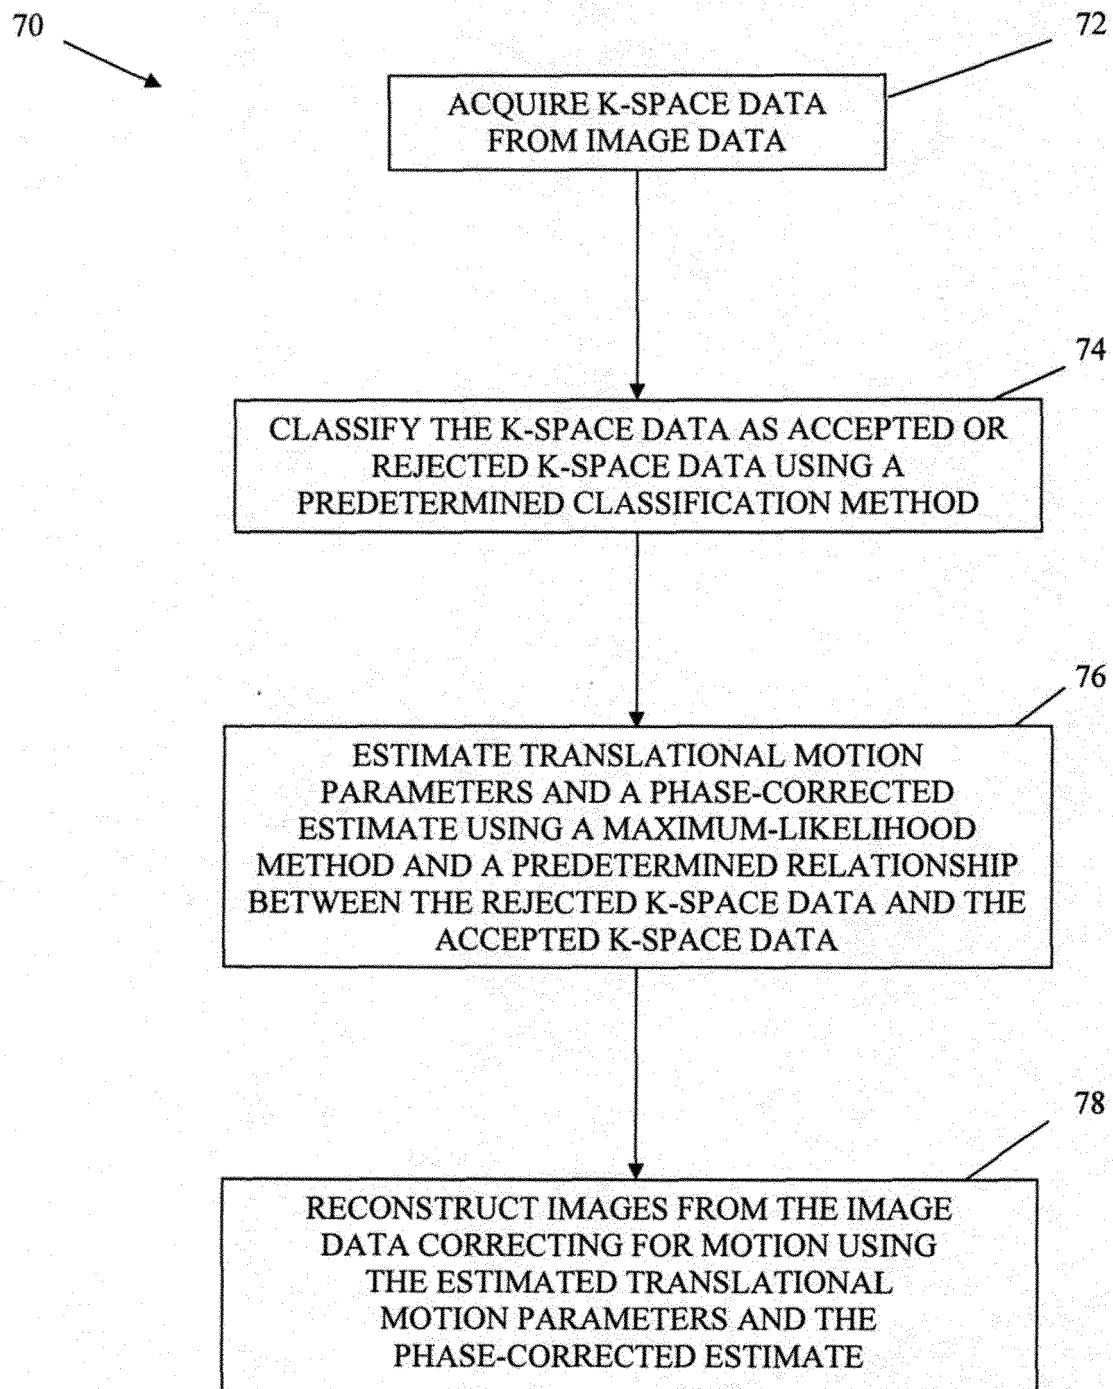 70
72
ACQUIRE K-SPACE DATA
FROM IMAGE DATA
74
CLASSIFY THE K-SPACE DATA AS ACCEPTED OR
REJECTED K-SPACE DATA USING A
PREDETERMINED CLASSIFICATION METHOD
76
ESTIMATE TRANSLATIONAL MOTION
PARAMETERS AND A PHASE-CORRECTED
ESTIMATE USING A MAXIMUM-LIKELIHOOD
METHOD AND A PREDETERMINED RELATIONSHIP
BETWEEN THE REJECTED K-SPACE DATA AND THE
ACCEPTED K-SPACE DATA
78
RECONSTRUCT IMAGES FROM THE IMAGE
DATA CORRECTING FOR MOTION USING
THE ESTIMATED TRANSLATIONAL
MOTION PARAMETERS AND THE
PHASE-CORRECTED ESTIMATE